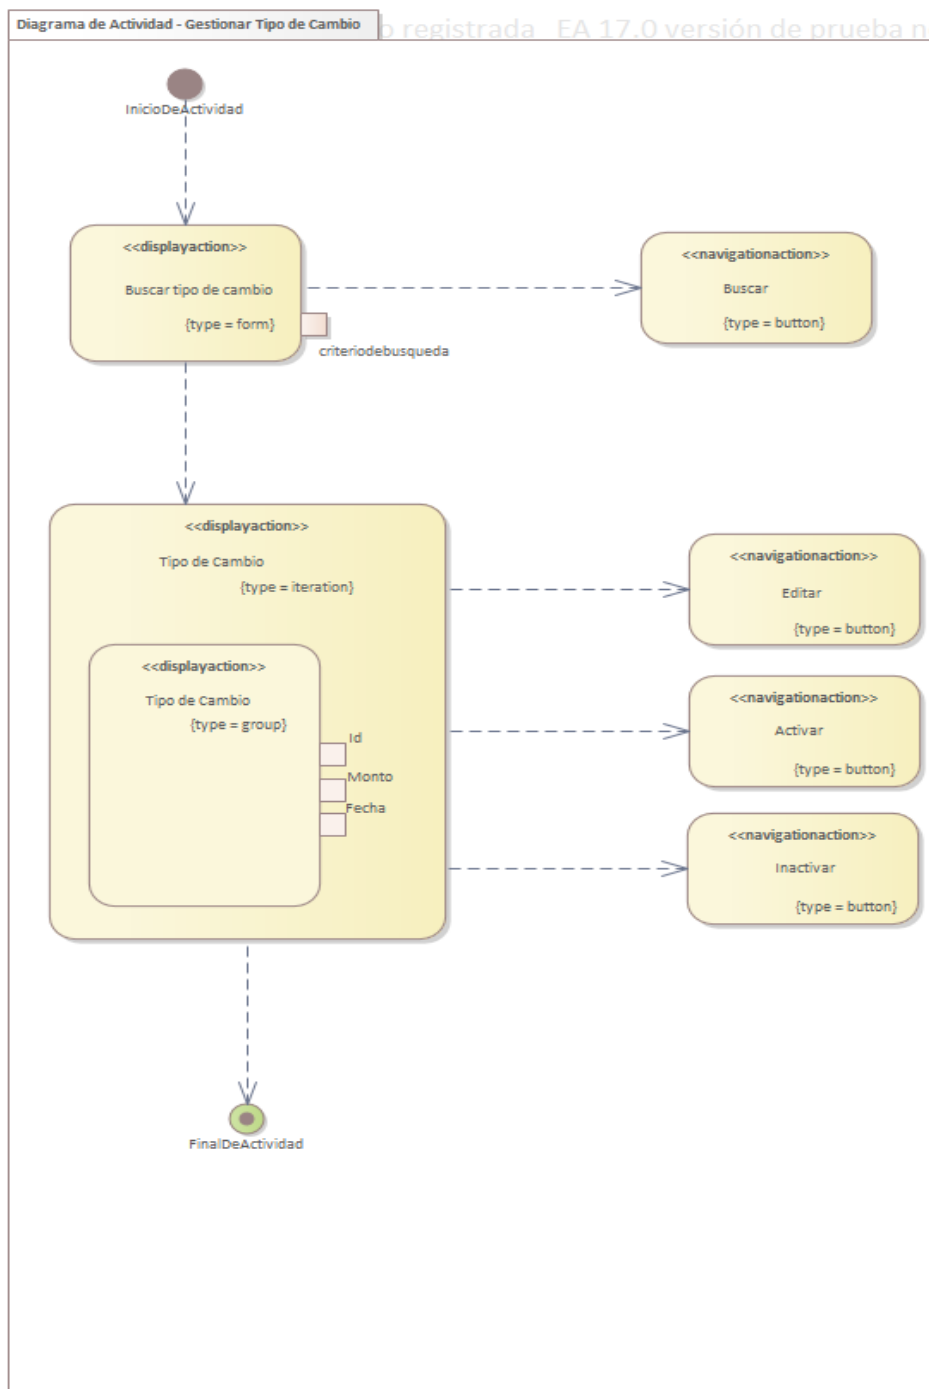 Diagrama de Actividad - Gestionar Tipo de Cambio
registrada EA 17.0 versión de prueba
InicioDeActividad
<<displayaction>>
Buscar tipo de cambio
{type = form}
criteriodebusqueda
<<navigationaction>>
Buscar
{type = button}
<<displayaction>>
Tipo de Cambio
{type = iteration}
<<displayaction>>
Tipo de Cambio
{type = group}
Id
Monto
Fecha
<<navigationaction>>
Editar
{type = button}
<<navigationaction>>
Activar
{type = button}
<<navigationaction>>
Inactivar
{type = button}
FinalDeActividad